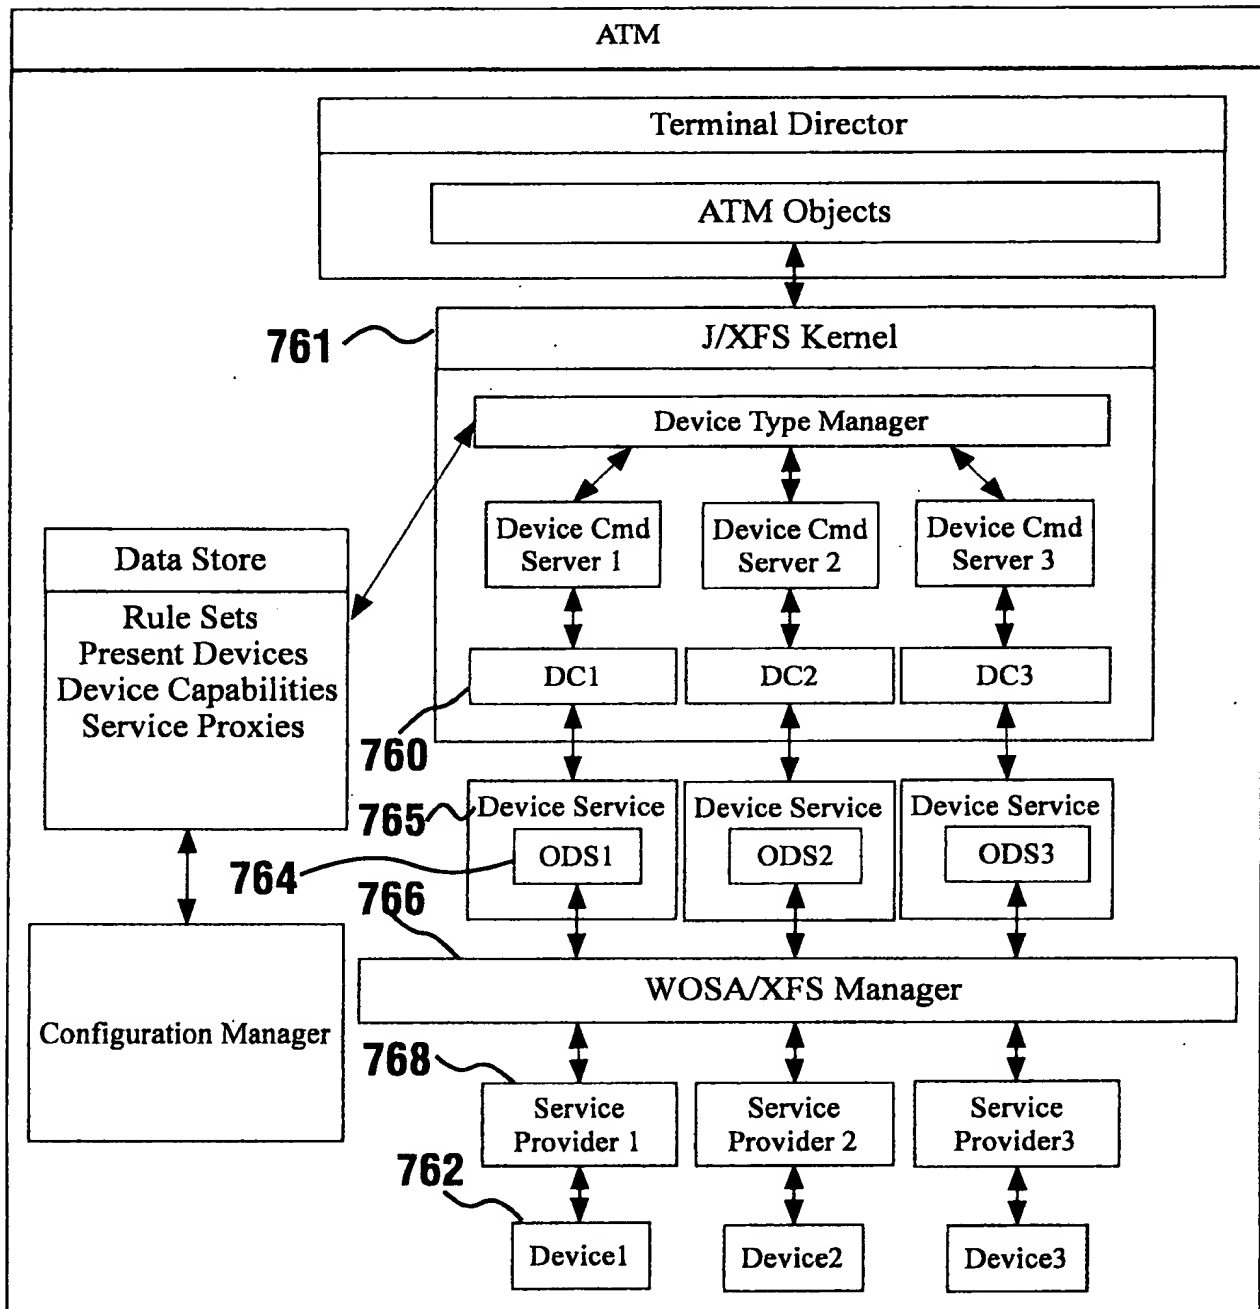 ATM
Terminal Director
ATM Objects
761
J/XFS Kernel
Device Type Manager
Device Cmd
Server 1
Device Cmd
Server 2
Device Cmd
Server 3
Data Store
Rule Sets
Present Devices
Device Capabilities
Service Proxies
DC1
DC2
DC3
760
765
Device Service
Device Service
Device Service
764
ODS1
ODS2
ODS3
766
WOSA/XFS Manager
Configuration Manager
768
Service
Provider 1
Service
Provider 2
Service
Provider3
762
Device1
Device2
Device3